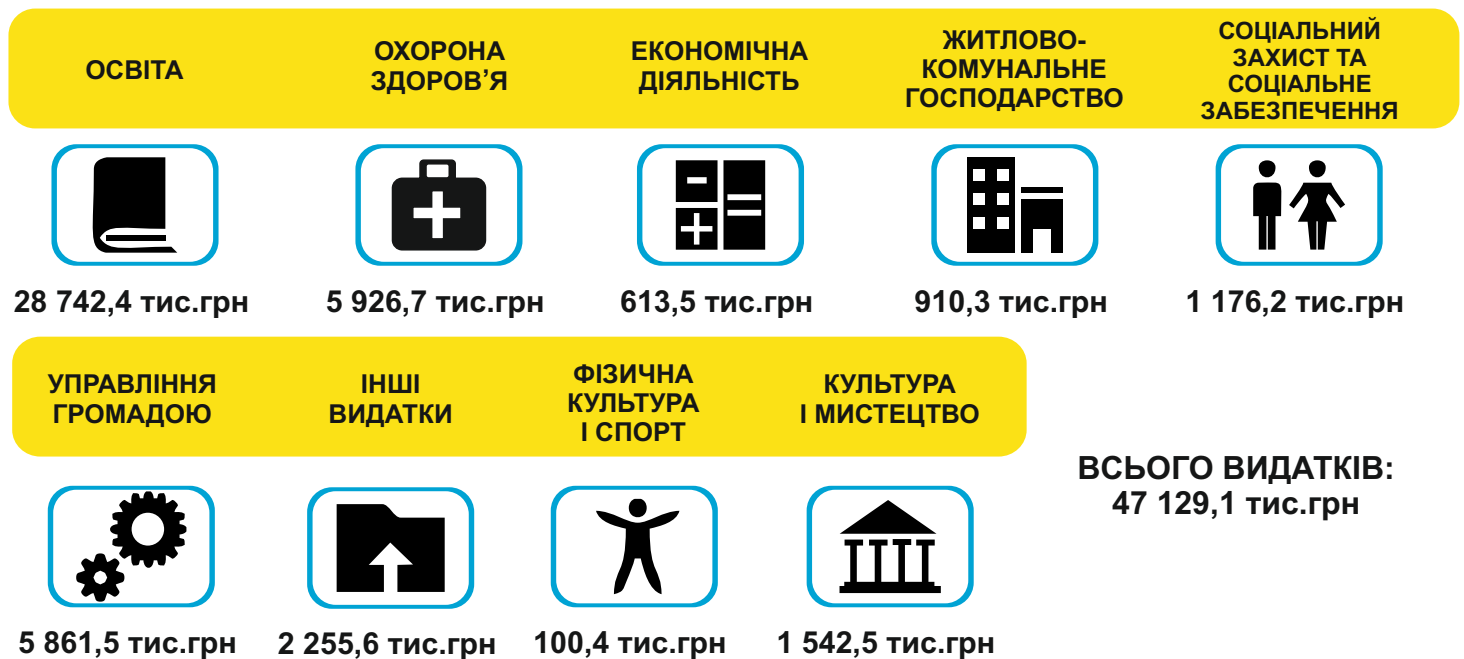 ОСВІТА
ОХОРОНА
ЗДОРОВ’Я
ЕКОНОМІЧНА
ДІЯЛЬНІСТЬ
ЖИТЛОВО-
КОМУНАЛЬНЕ
ГОСПОДАРСТВО
СОЦІАЛЬНИЙ
ЗАХИСТ ТА
СОЦІАЛЬНЕ
ЗАБЕЗПЕЧЕННЯ
28 742,4 тис.грн
5 926,7 тис.грн
613,5 тис.грн
910,3 тис.грн
1 176,2 тис.грн
УПРАВЛІННЯ
ГРОМАДОЮ
ІНШІ
ВИДАТКИ
ФІЗИЧНА
КУЛЬТУРА
І СПОРТ
КУЛЬТУРА
І МИСТЕЦТВО
5 861,5 тис.грн
2 255,6 тис.грн
100,4 тис.грн
1 542,5 тис.грн
ВСЬОГО ВИДАТКІВ:
47 129,1 тис.грн